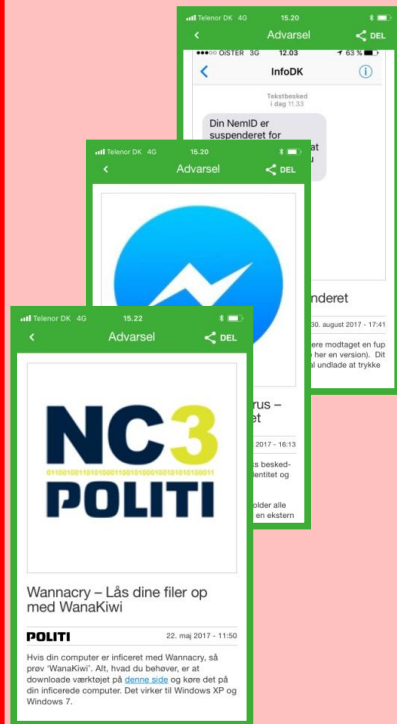 Telenor DK 4G 15.20
Advarsel DEL
OiSTER 3G 12.03 63 %
InfoDK
Tekstbesked
i dag 11.33
Din NemID er
suspenderet for
at
nderet
30. august 2017 - 17:41
ere modtaget en fup
her en version). Dit
al undlade at trykke
Telenor DK 4G 15.20
Advarsel DEL
rus –
et
2017 - 16:13
ks besked-
dentitet og
older alle
en ekstern
Telenor DK 4G 15.22
Advarsel DEL
NC3
POLITI
Wannacry – Lås dine filer op
med WanaKiwi
POLITI 22. maj 2017 - 11:50
Hvis din computer er inficeret med Wannacry, så
prøv 'WanaKiwi'. Alt, hvad du behøver, er at
downloade værktøjet på denne side og køre det på
din inficerede computer. Det virker til Windows XP og
Windows 7.